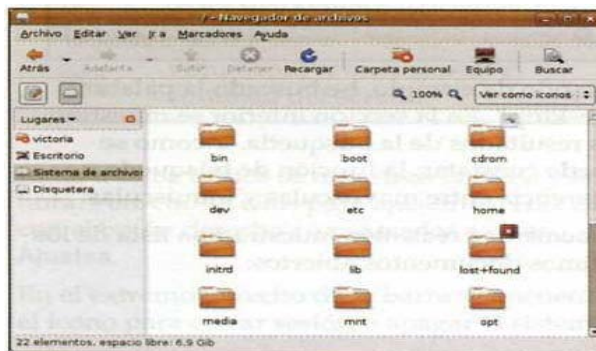 / - Navegador de archivos
Archivo Editar Ver Ir a Marcadores Ayuda
Atrás Adelante Subir Detener Recargar Carpeta personal Equipo Buscar
100% Ver como iconos
Lugares
victoria
Escritorio
Sistema de archivo
Disquetera
bin boot cdrom
dev etc home
initrd lib lost+found
media mnt opt
22 elementos, espacio libre: 6,9 Gib